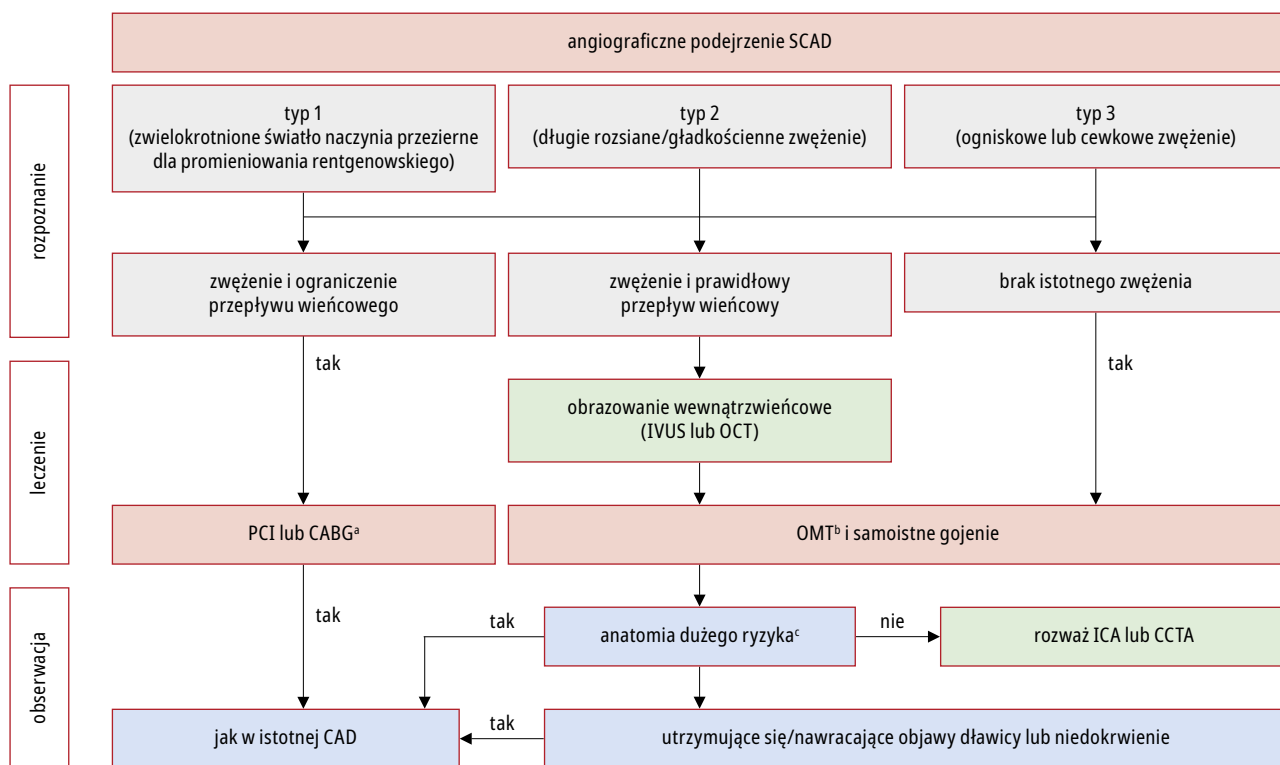 angiograficzne podejrzenie SCAD
rozpoznanie
typ 1
(zwielokrotnione światło naczynia przezierne
dla promieniowania rentgenowskiego)
typ 2
(długie rozsiane/gładkościenne zwężenie)
typ 3
(ogniskowe lub cewkowe zwężenie)
zwężenie i ograniczenie
przepływu wieńcowego
zwężenie i prawidłowy
przepływ wieńcowy
brak istotnego zwężenia
leczenie
tak
tak
obrazowanie wewnątrzwieńcowe
(IVUS lub OCT)
PCI lub CABGᵃ
OMTᵇ i samoistne gojenie
obserwacja
tak
tak
anatomia dużego ryzykaᶜ
nie
rozważ ICA lub CCTA
jak w istotnej CAD
tak
utrzymujące się/nawracające objawy dławicy lub niedokrwienie